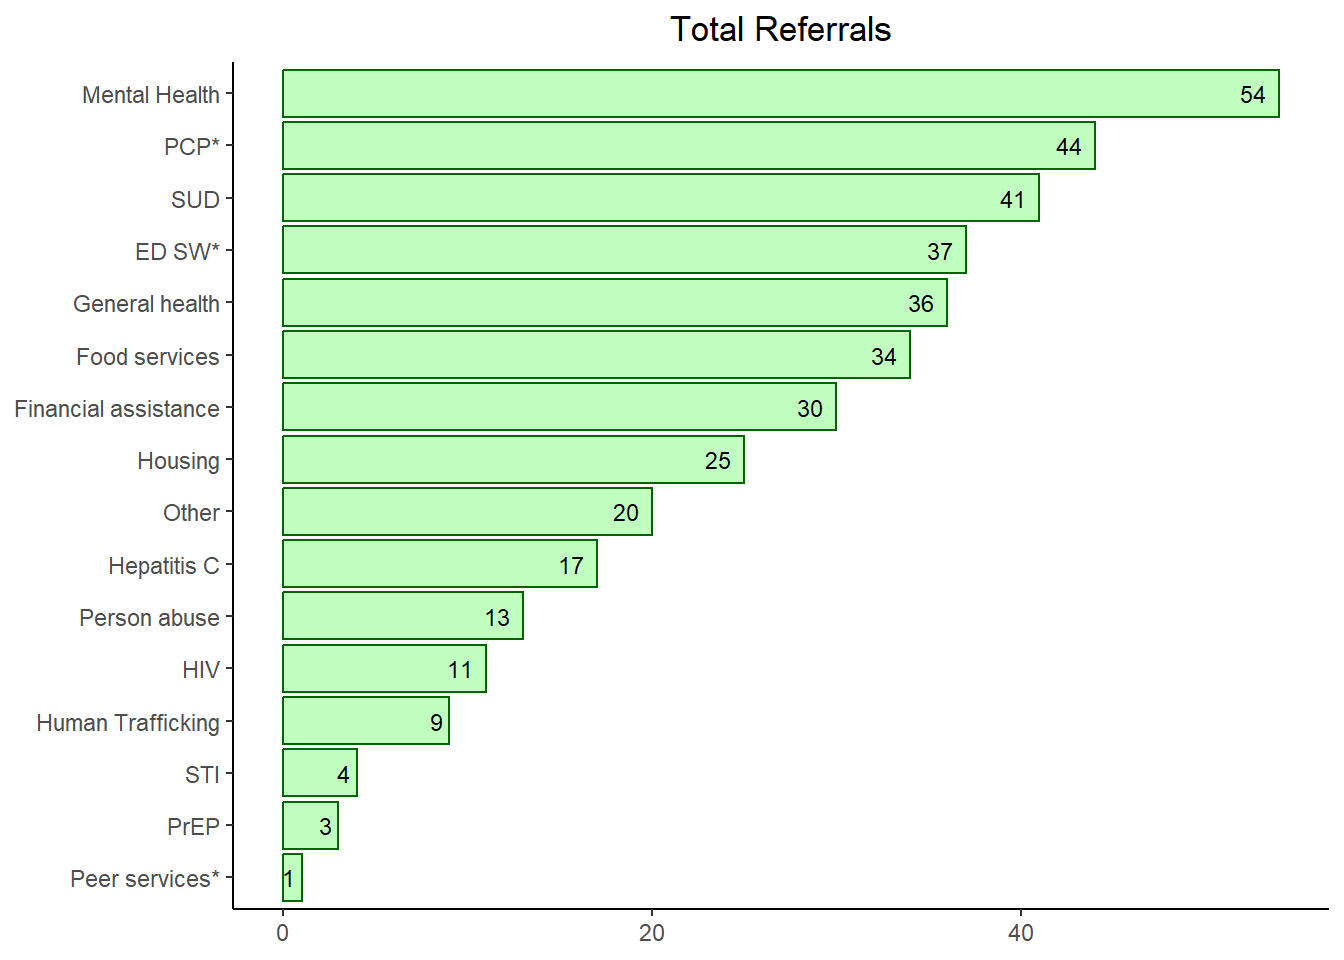 Total Referrals
Mental Health 54
PCP* 44
SUD 41
ED SW* 37
General health 36
Food services 34
Financial assistance 30
Housing 25
Other 20
Hepatitis C 17
Person abuse 13
HIV 11
Human Trafficking 9
STI 4
PrEP 3
Peer services* 1
0 20 40